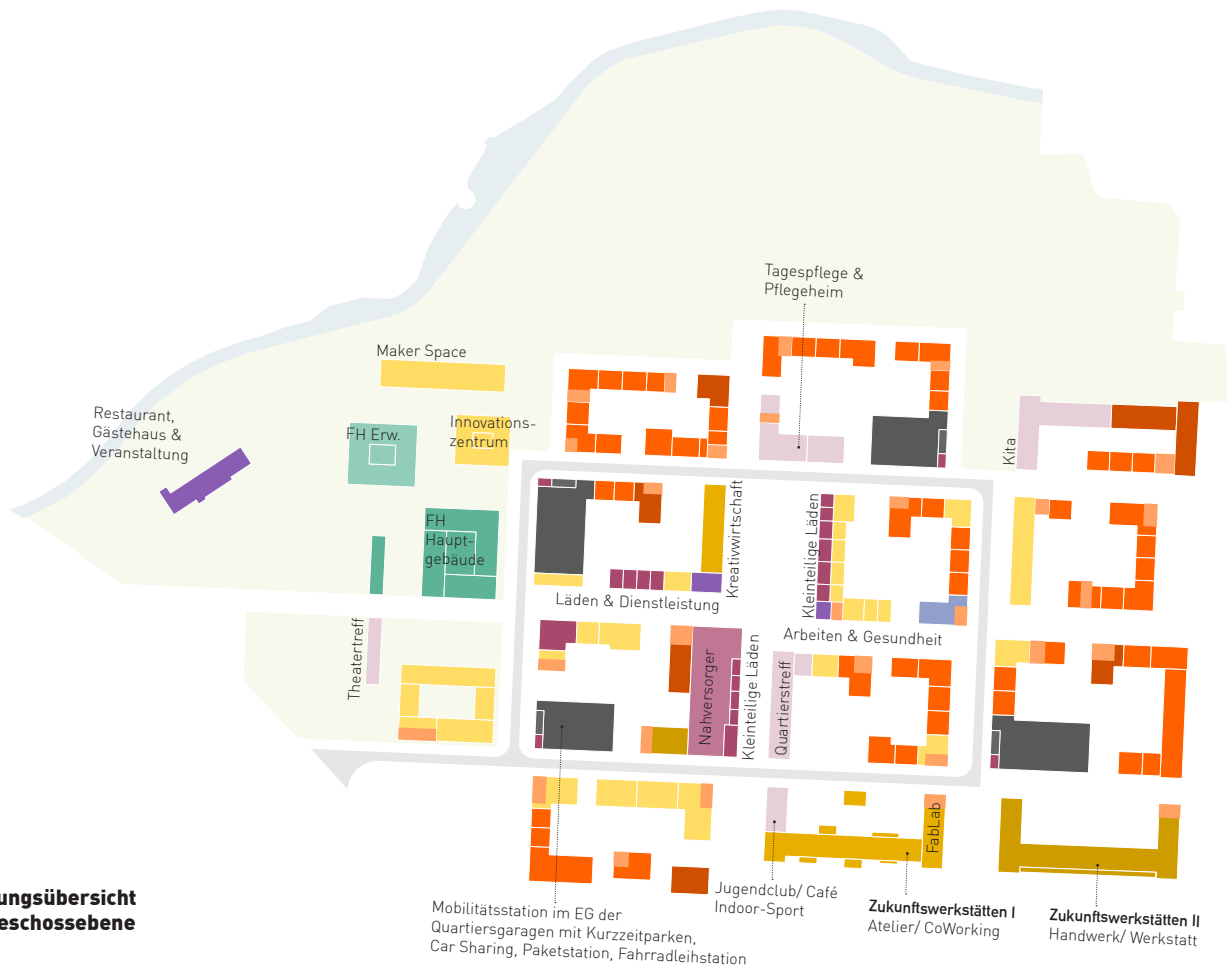 Tagespflege &
Pflegeheim
Maker Space
Restaurant,
Gästehaus &
Veranstaltung
FH Erw.
Innovations-
zentrum
Kita
FH
Haupt-
gebäude
Kreativwirtschaft
Kleinteilige Läden
Läden & Dienstleistung
Arbeiten & Gesundheit
Theatertreff
Nahversorger
Kleinteilige Läden
Quartierstreff
FabLab
ungsübersicht
eschossebene
Jugendclub/ Café
Indoor-Sport
Zukunftswerkstätten I
Atelier/ CoWorking
Zukunftswerkstätten II
Handwerk/ Werkstatt
Mobilitätsstation im EG der
Quartiersgaragen mit Kurzzeitparken,
Car Sharing, Paketstation, Fahrradleihstation